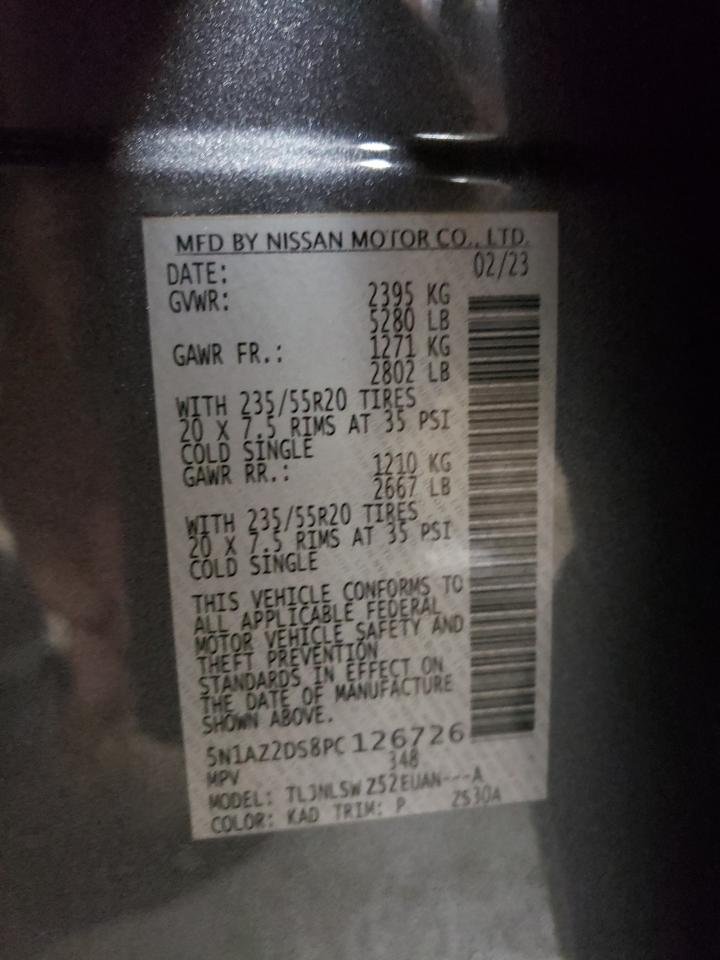 MFD BY NISSAN MOTOR CO., LTD.
DATE: 02/23
GVWR: 2395 KG
5280 LB
GAWR FR.: 1271 KG
2802 LB
WITH 235/55R20 TIRES
20 X 7.5 RIMS AT 35 PSI
COLD SINGLE
GAWR RR.: 1210 KG
2667 LB
WITH 235/55R20 TIRES
20 X 7.5 RIMS AT 35 PSI
COLD SINGLE
THIS VEHICLE CONFORMS TO
ALL APPLICABLE FEDERAL
MOTOR VEHICLE SAFETY AND
THEFT PREVENTION
STANDARDS IN EFFECT ON
THE DATE OF MANUFACTURE
SHOWN ABOVE.
5N1AZ2DS8PC126726
MPV 348
MODEL: TLJNLSWZ52EUAN---A
COLOR: KAD TRIM: P ZS30A